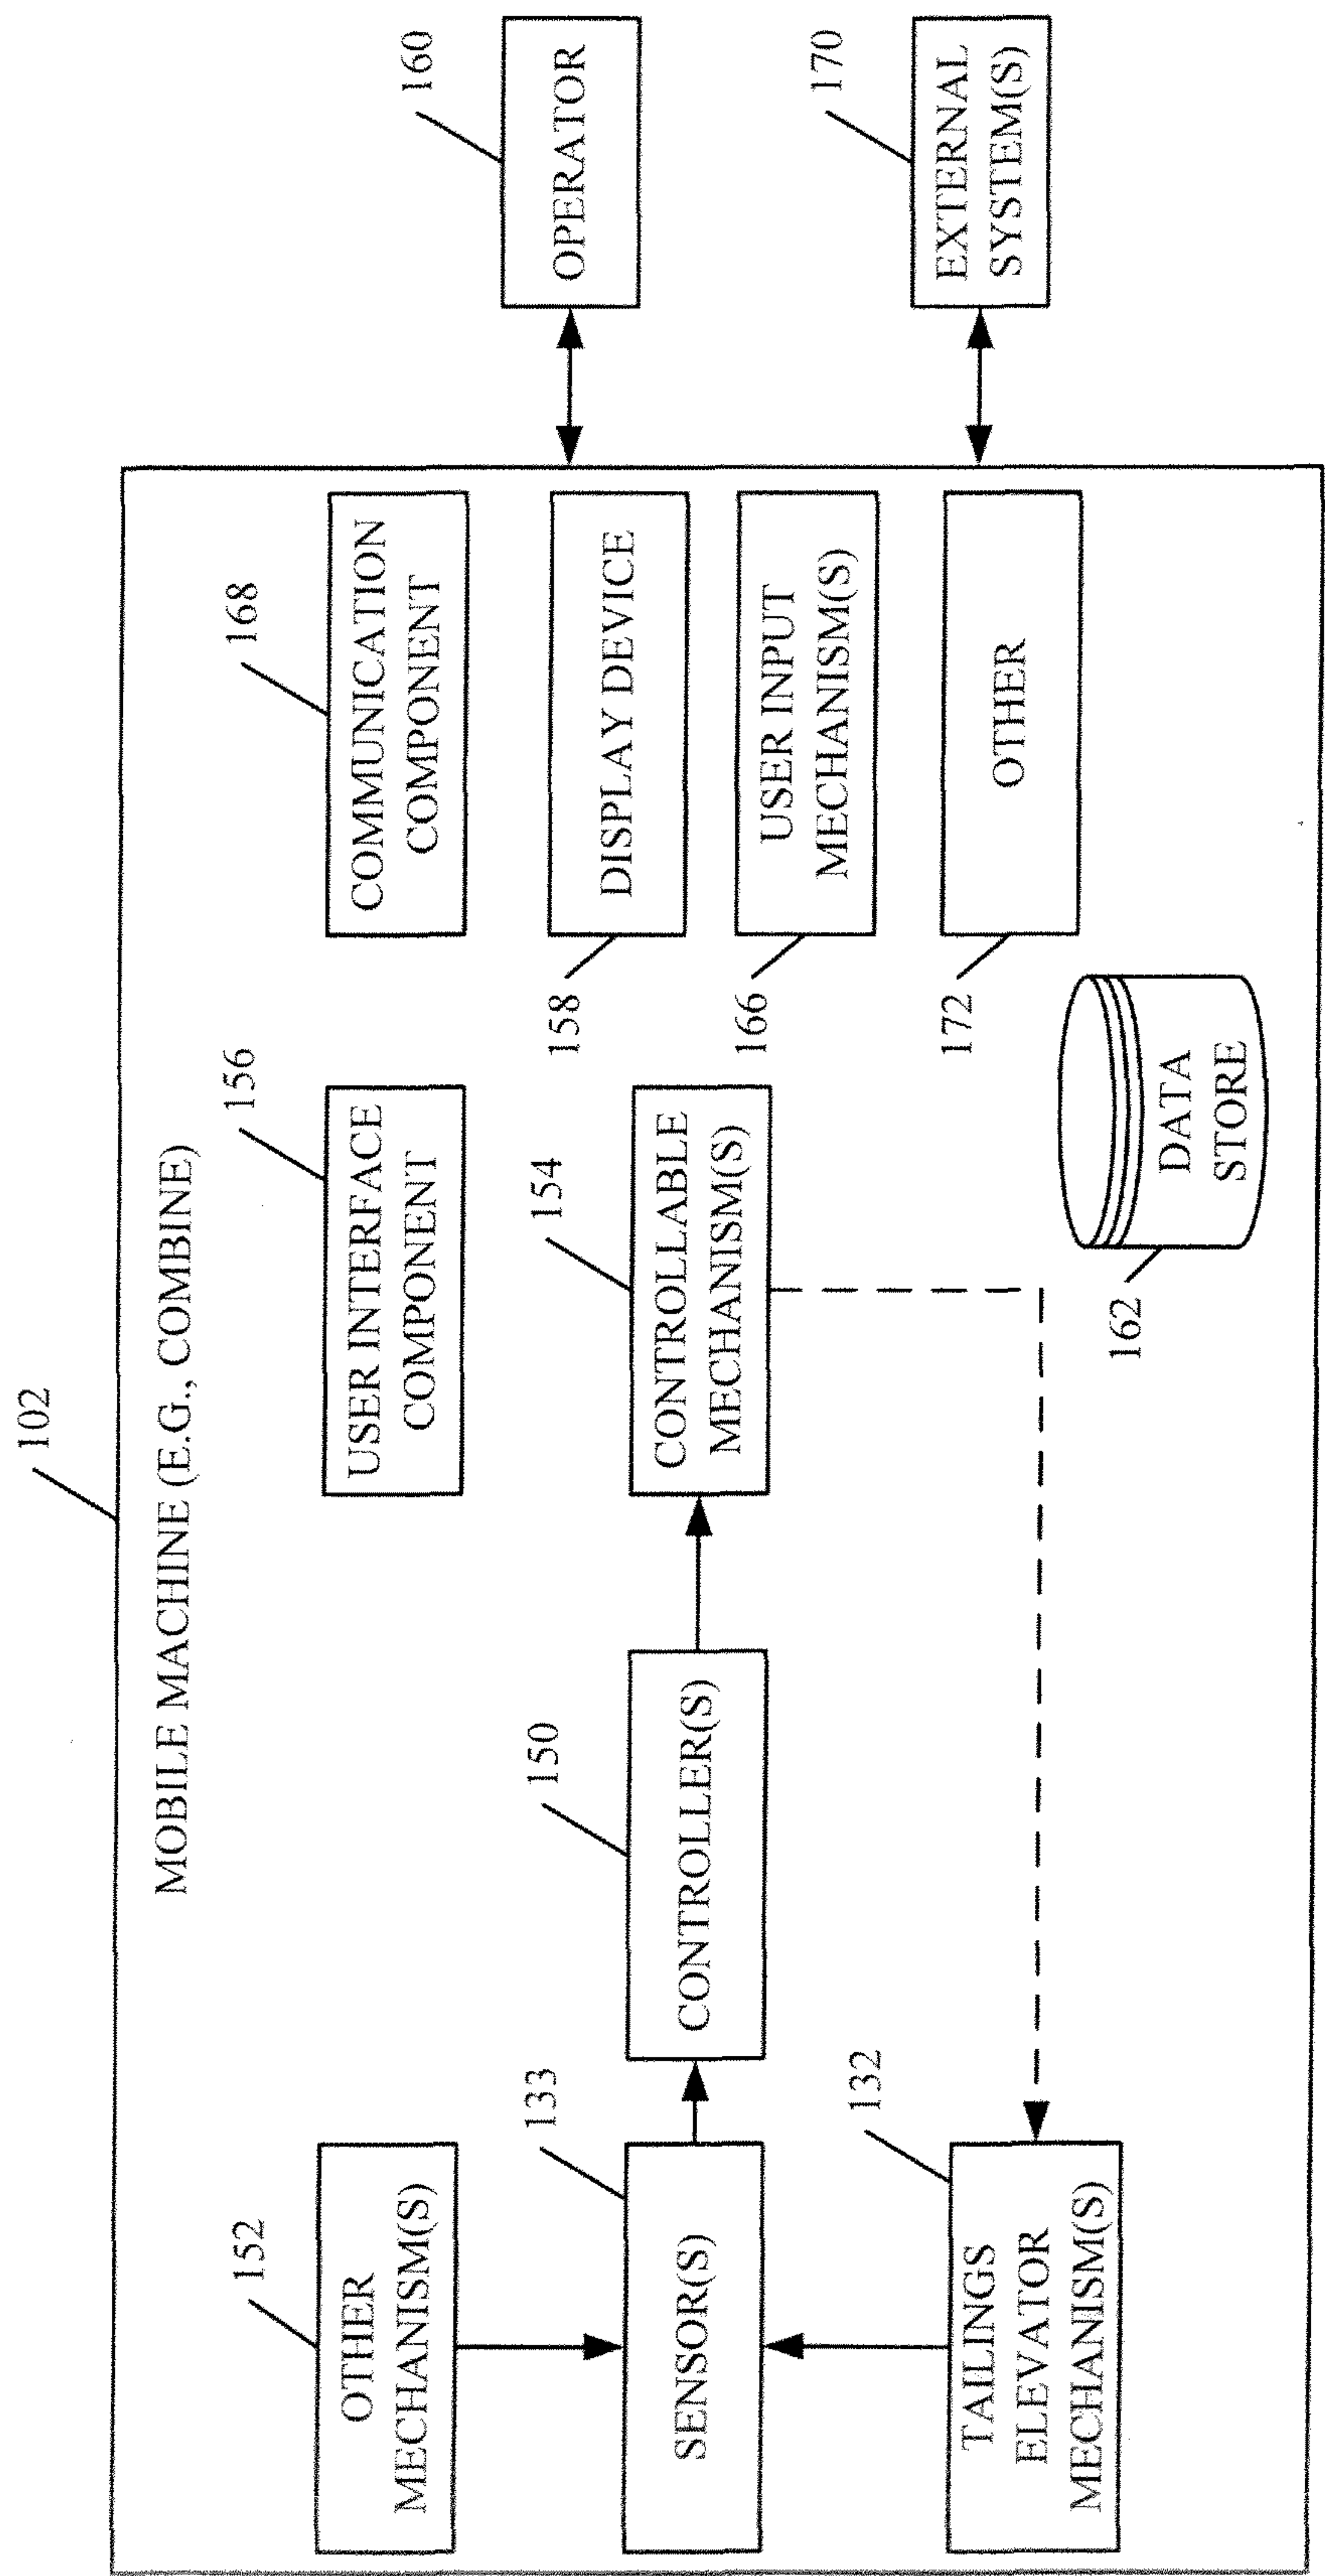 102
MOBILE MACHINE (E.G., COMBINE)
152
OTHER
MECHANISM(S)
156
USER INTERFACE
COMPONENT
168
COMMUNICATION
COMPONENT
160
OPERATOR
133
SENSOR(S)
150
CONTROLLER(S)
154
CONTROLLABLE
MECHANISM(S)
158
DISPLAY DEVICE
166
USER INPUT
MECHANISM(S)
170
EXTERNAL
SYSTEM(S)
132
TAILINGS
ELEVATOR
MECHANISM(S)
172
OTHER
162
DATA
STORE